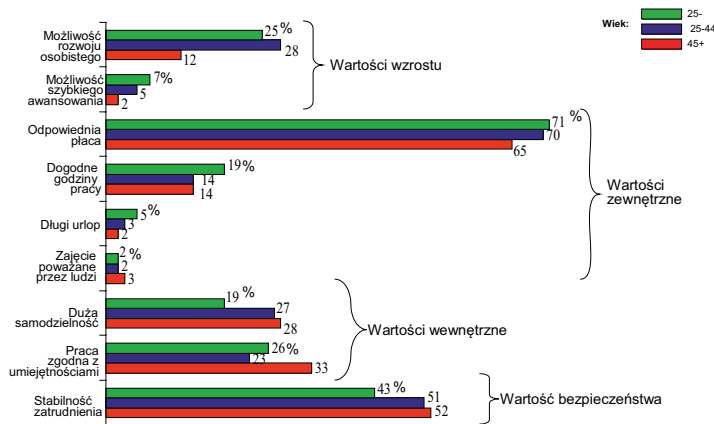 Wiek:
25-
25-44
45+
Możliwość
rozwoju
osobistego
25%
28
12
Możliwość
szybkiego
awansowania
7%
5
2
Wartości wzrostu
Odpowiednia
płaca
71 %
70
65
Dogodne
godziny
pracy
19%
14
14
Długi urlop
5%
3
2
Zajęcie
poważane
przez ludzi
2 %
2
3
Wartości
zewnętrzne
Duża
samodzielność
19 %
27
28
Praca
zgodna z
umiejętnościami
26%
23
33
Wartości wewnętrzne
Stabilność
zatrudnienia
43 %
51
52
Wartość bezpieczeństwa